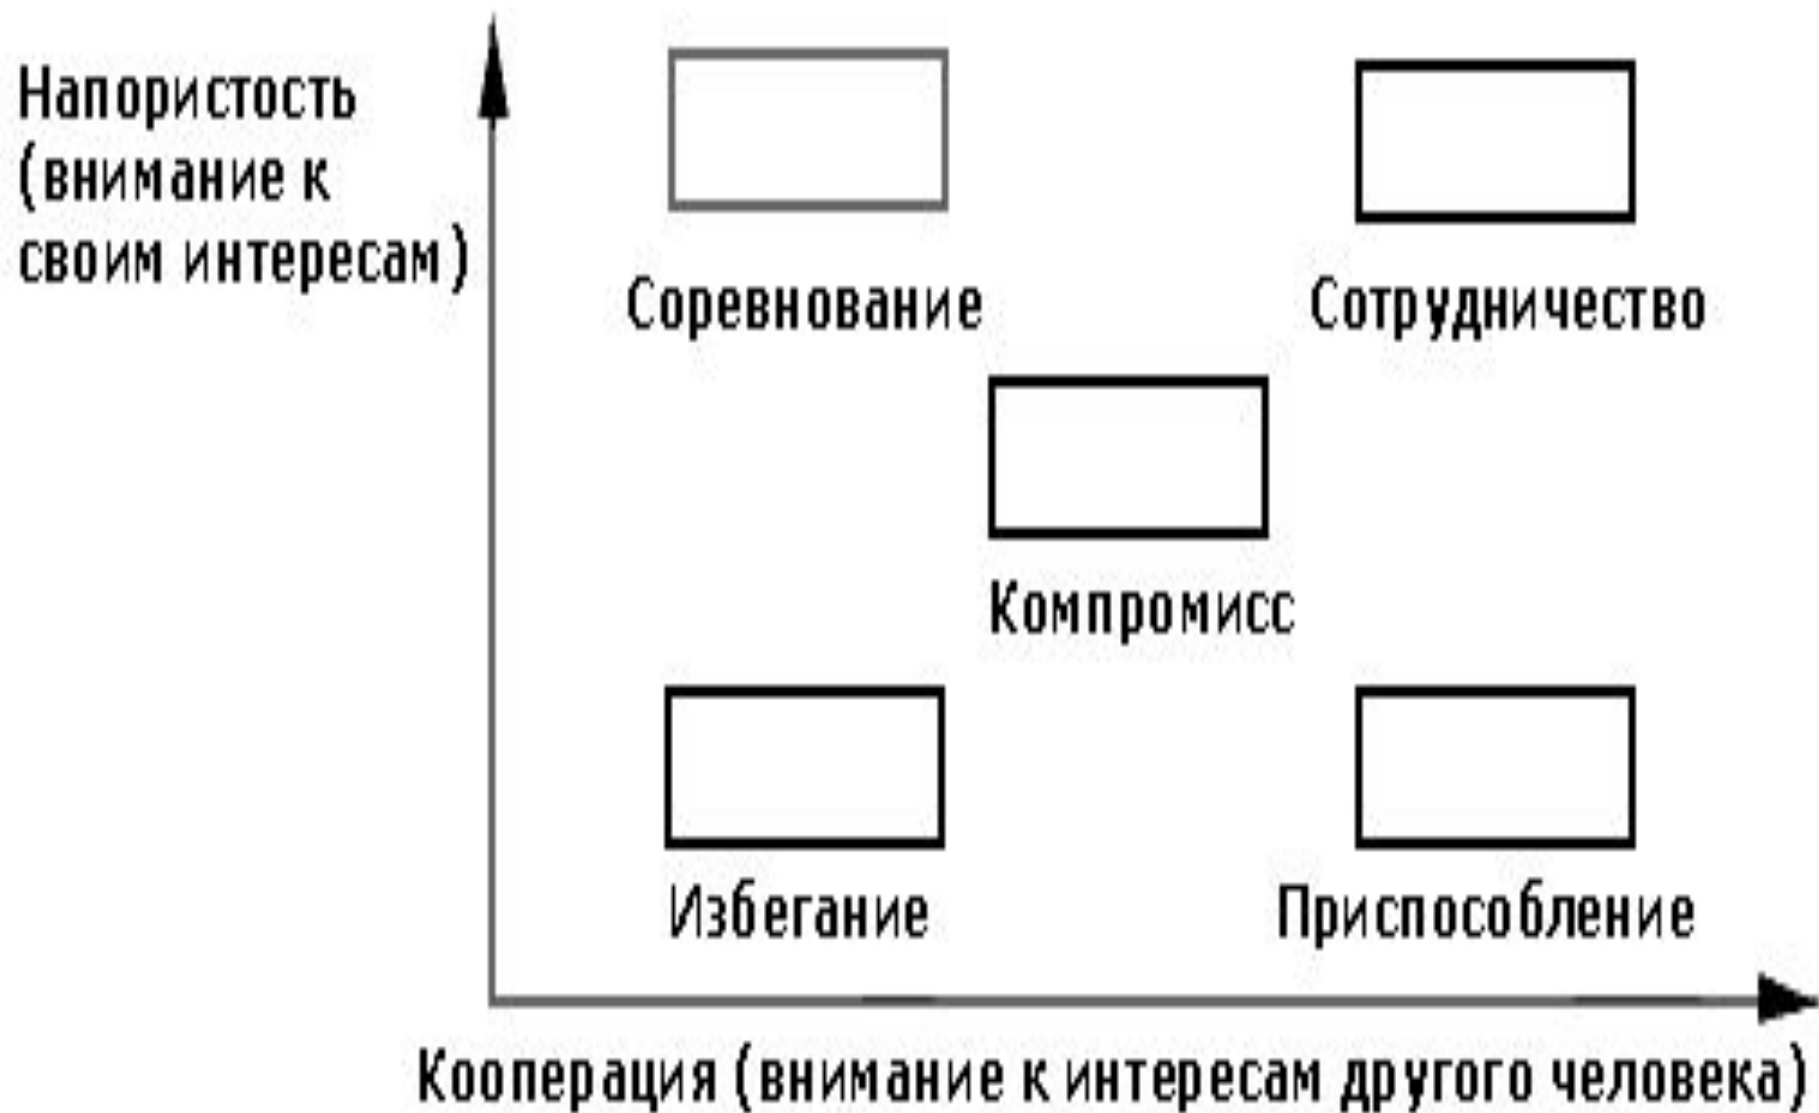 Напористость
(внимание к
своим интересам)
Соревнование
Сотрудничество
Компромисс
Избегание
Приспособление
Кооперация (внимание к интересам другого человека)